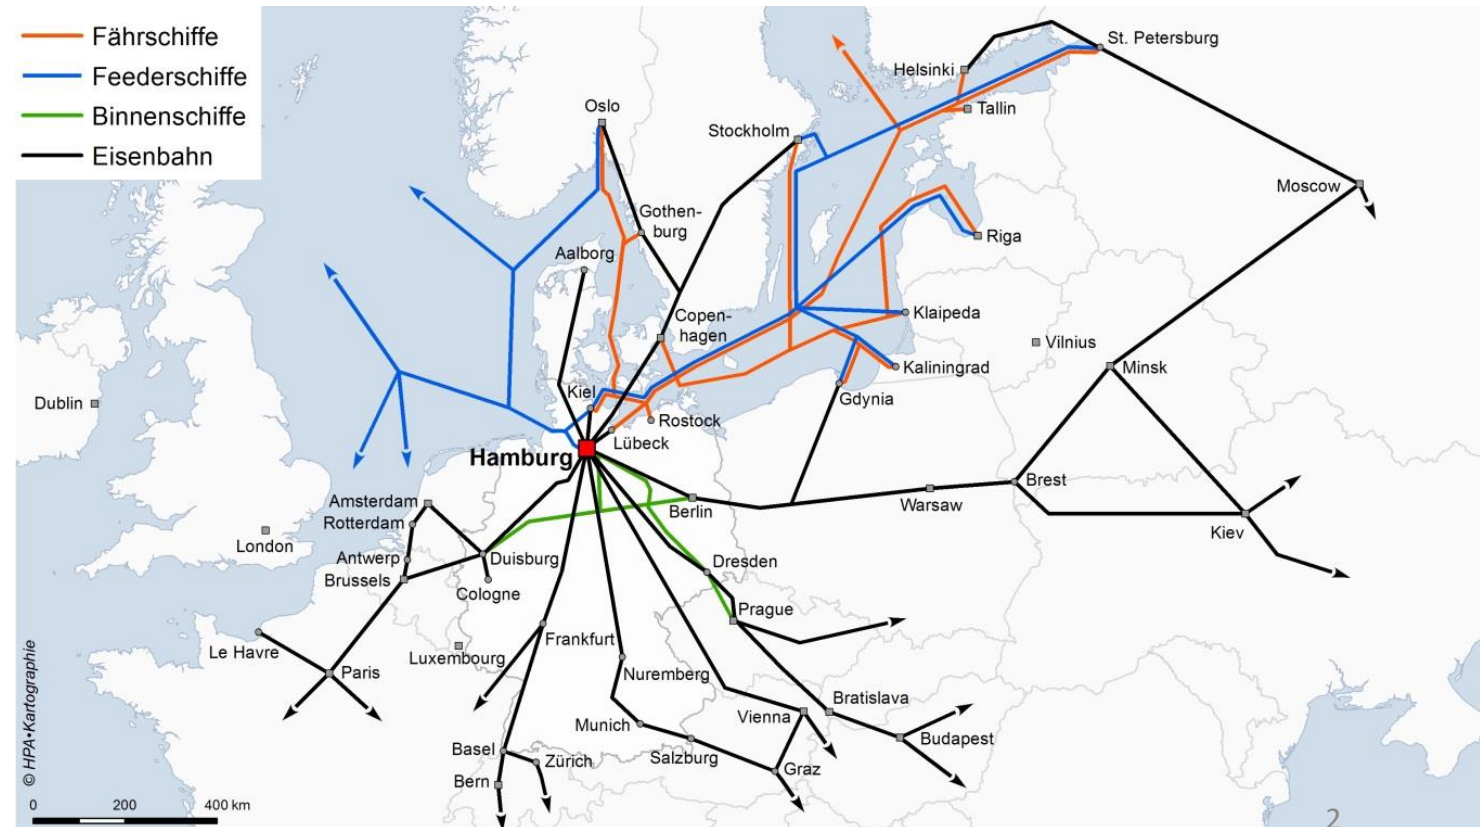 Fährschiffe
Feederschiffe
Binnenschiffe
Eisenbahn
St. Petersburg
Helsinki
Oslo
Tallin
Stockholm
Moscow
Gothen-
burg
Riga
Aalborg
Copen-
hagen
Klaipeda
Vilnius
Kaliningrad
Minsk
Kiel
Gdynia
Dublin
Rostock
Lübeck
Hamburg
Brest
Amsterdam
Berlin
Warsaw
Rotterdam
Kiev
London
Antwerp
Duisburg
Dresden
Brussels
Cologne
Prague
Frankfurt
Le Havre
Luxembourg
Paris
Nuremberg
Bratislava
Vienna
Munich
Budapest
Basel
Zürich
Salzburg
Graz
Bern
© HPA•Kartographie
0 200 400 km
2